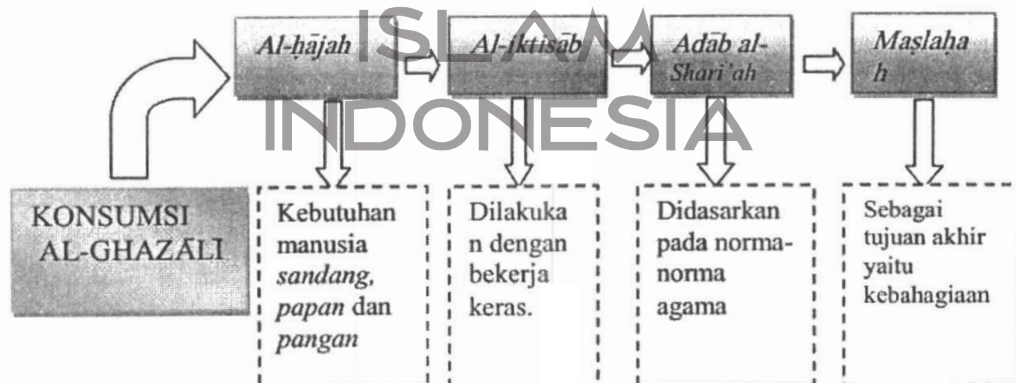 ISLAM
INDONESIA
Al-ḥājah
Al-iktisāb
Adāb al-
Shari'ah
Maṣlaḥa
h
KONSUMSI
AL-GHAZĀLĪ
Kebutuhan
manusia
sandang,
papan dan
pangan
Dilakuka
n dengan
bekerja
keras.
Didasarkan
pada norma-
norma
agama
Sebagai
tujuan akhir
yaitu
kebahagiaan